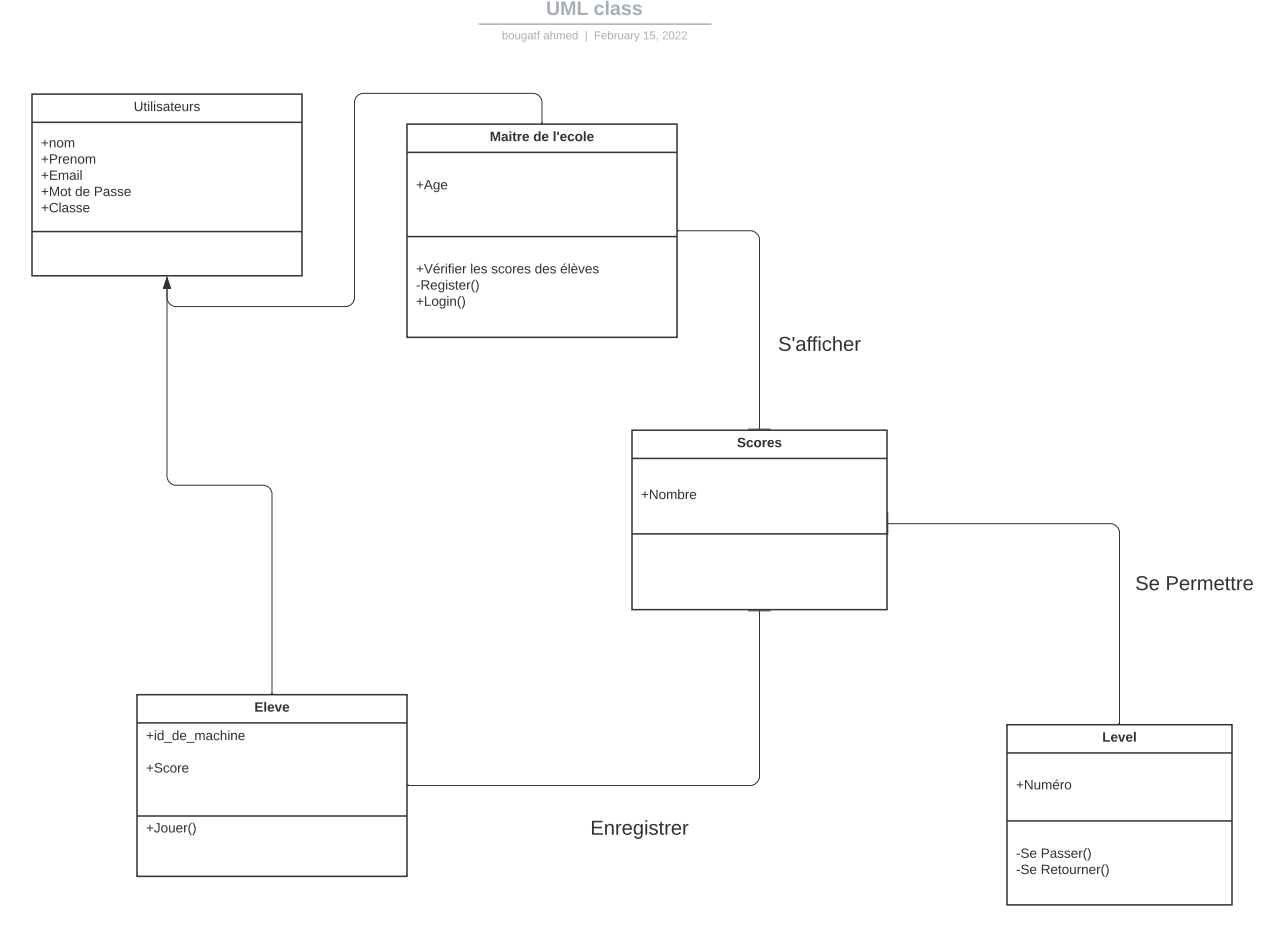 UML class
bougatf ahmed | February 15, 2022
Utilisateurs
+nom
+Prenom
+Email
+Mot de Passe
+Classe
Maitre de l'ecole
+Age
+Vérifier les scores des élèves
-Register()
+Login()
S'afficher
Scores
+Nombre
Se Permettre
Eleve
+id_de_machine
+Score
+Jouer()
Enregistrer
Level
+Numéro
-Se Passer()
-Se Retourner()